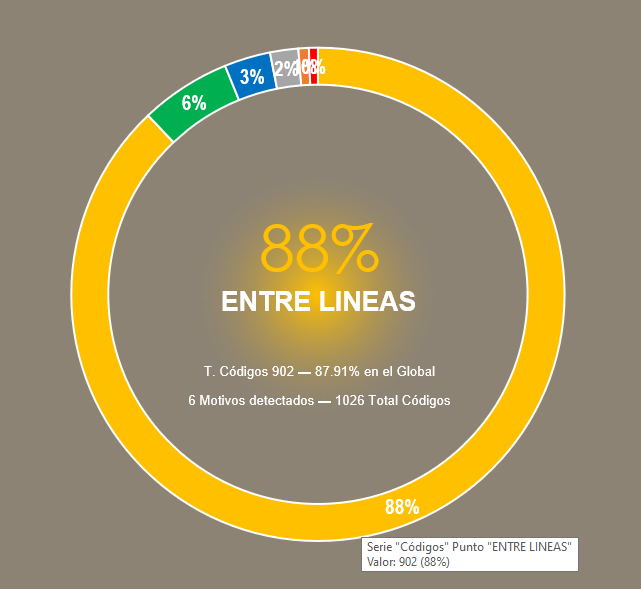 6%
3%
2%
88%
ENTRE LINEAS
T. Códigos 902 — 87.91% en el Global
6 Motivos detectados — 1026 Total Códigos
88%
Serie "Códigos" Punto "ENTRE LINEAS"
Valor: 902 (88%)